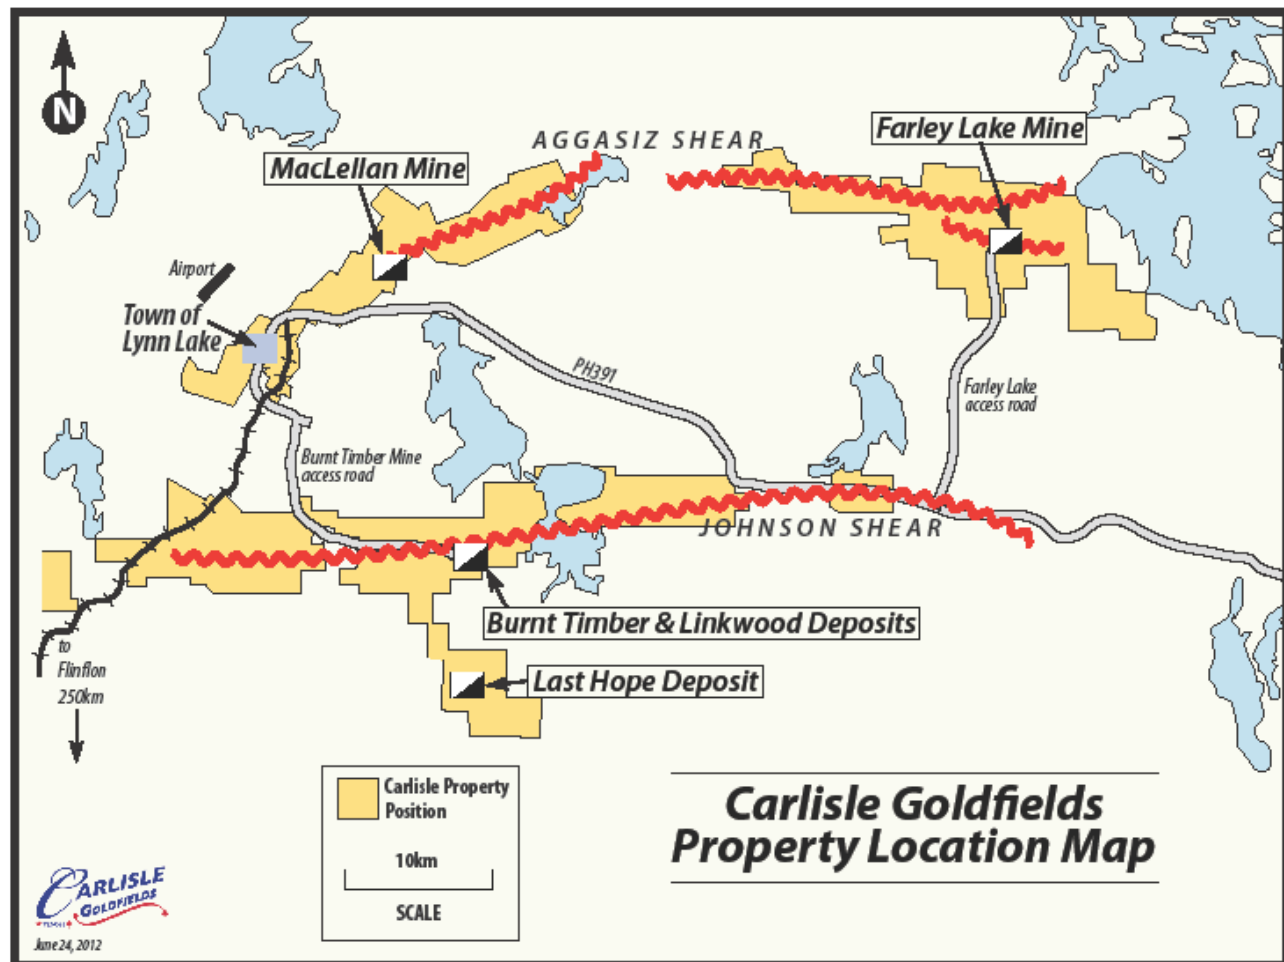 N
AGGASIZ SHEAR
Farley Lake Mine
MacLellan Mine
Airport
Town of
Lynn Lake
PH391
Farley Lake
access road
Burnt Timber Mine
access road
JOHNSON SHEAR
Burnt Timber & Linkwood Deposits
to
Flinflon
250km
Last Hope Deposit
Carlisle Property
Position
10km
SCALE
Carlisle Goldfields
Property Location Map
CARLISLE
GOLDFIELDS
June 24, 2012